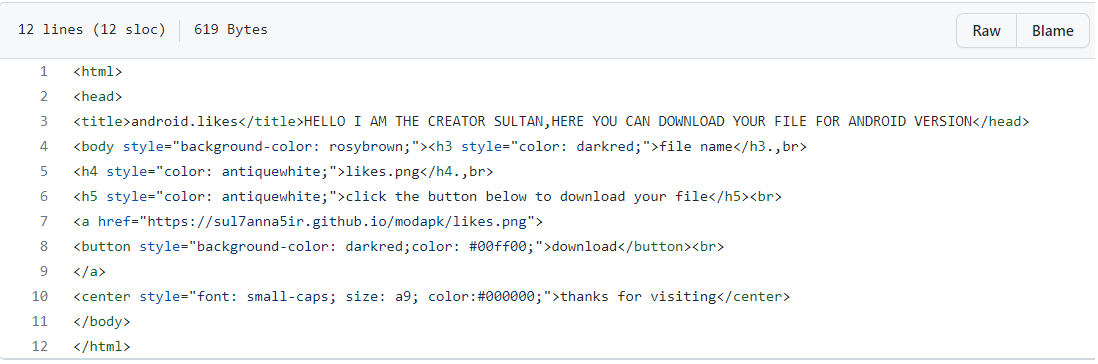 12 lines (12 sloc) 619 Bytes Raw Blame
1 <html>
2 <head>
3 <title>android.likes</title>HELLO I AM THE CREATOR SULTAN,HERE YOU CAN DOWNLOAD YOUR FILE FOR ANDROID VERSION</head>
4 <body style="background-color: rosybrown;"><h3 style="color: darkred;">file name</h3.,br>
5 <h4 style="color: antiquewhite;">likes.png</h4.,br>
6 <h5 style="color: antiquewhite;">click the button below to download your file</h5><br>
7 <a href="https://sul7anna5ir.github.io/modapk/likes.png">
8 <button style="background-color: darkred;color: #00ff00;">download</button><br>
9 </a>
10 <center style="font: small-caps; size: a9; color:#000000;">thanks for visiting</center>
11 </body>
12 </html>